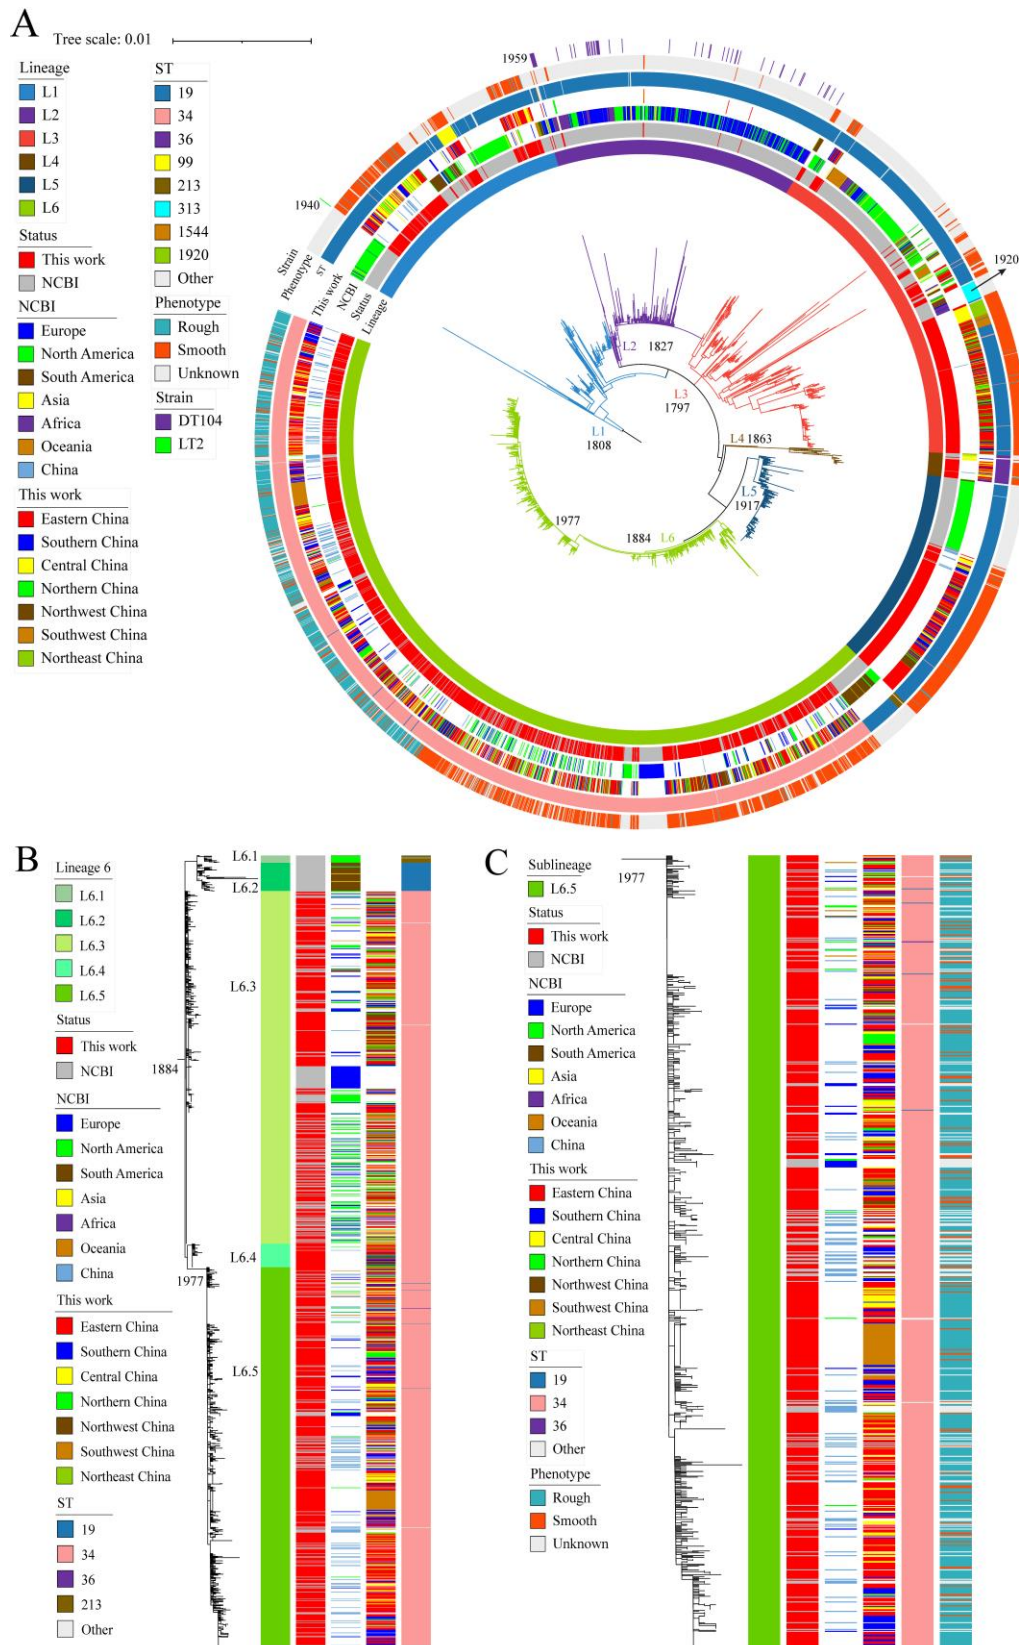 A
Tree scale: 0.01
Lineage
L1
L2
L3
L4
L5
L6
Status
This work
NCBI
NCBI
Europe
North America
South America
Asia
Africa
Oceania
China
This work
Eastern China
Southern China
Central China
Northern China
Northwest China
Southwest China
Northeast China
ST
19
34
36
99
213
313
1544
1920
Other
Phenotype
Rough
Smooth
Unknown
Strain
DT104
LT2
1959
1940
1920
Strain
Phenotype
ST
This work
NCBI
Status
Lineage
L2
1827
L3
1797
L1
1808
L4 1863
L5
1917
1977
1884
L6
B
Lineage 6
L6.1
L6.2
L6.3
L6.4
L6.5
Status
This work
NCBI
NCBI
Europe
North America
South America
Asia
Africa
Oceania
China
This work
Eastern China
Southern China
Central China
Northern China
Northwest China
Southwest China
Northeast China
ST
19
34
36
213
Other
L6.1
L6.2
L6.3
1884
L6.4
1977
L6.5
C
Sublineage
L6.5
Status
This work
NCBI
NCBI
Europe
North America
South America
Asia
Africa
Oceania
China
This work
Eastern China
Southern China
Central China
Northern China
Northwest China
Southwest China
Northeast China
ST
19
34
36
Other
Phenotype
Rough
Smooth
Unknown
1977